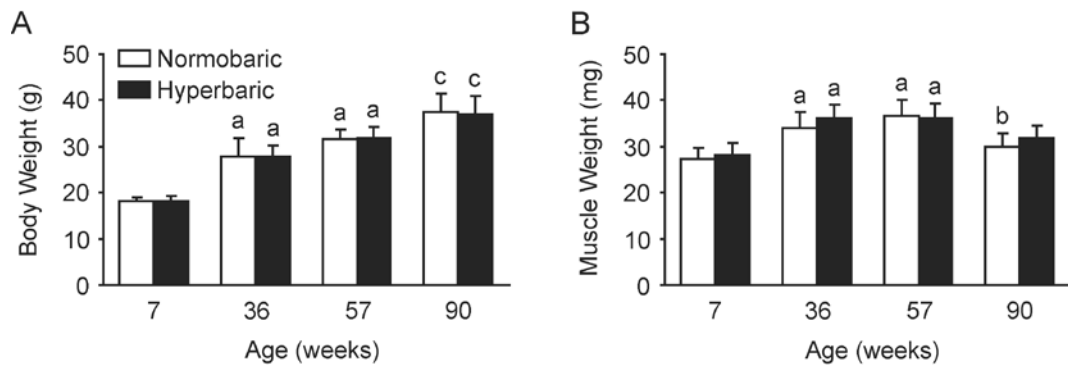 A
Body Weight (g)
50
40
30
20
10
0
Normobaric
Hyperbaric
a a
a a
c c
7 36 57 90
Age (weeks)
B
Muscle Weight (mg)
50
40
30
20
10
0
a a
a a
b
7 36 57 90
Age (weeks)